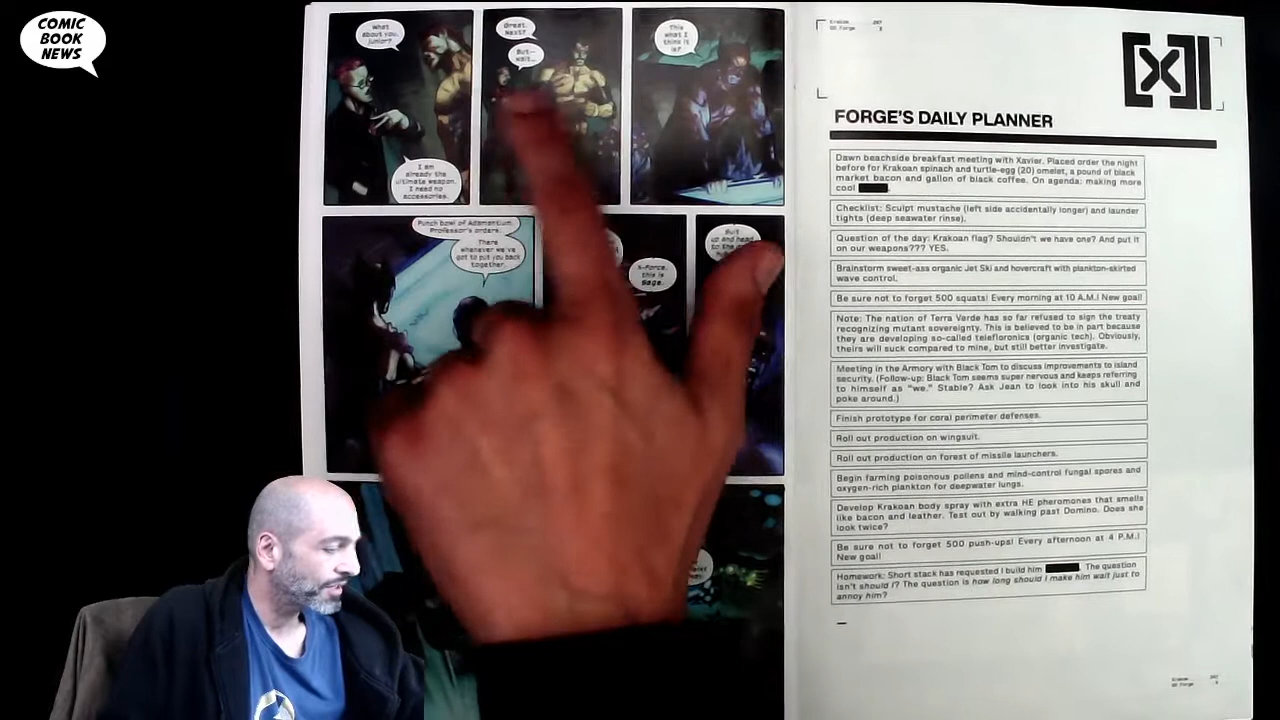 COMIC
BOOK
NEWS
What
about you,
junior?
I am
already the
ultimate weapon.
I need no
accessories.
Great.
Next?
But--
wait...
This
what I
think it
is?
Punch bowl of Adamantium
Professor's orders.
There
whenever we've
got to put you back
together.
X-Force,
this is
Sage.
Suit
up and head
to the
Krakoa
GO Forge
FORGE'S DAILY PLANNER
Dawn beachside breakfast meeting with Xavier. Placed order the night
before for Krakoan spinach and turtle-egg (20) omelet, a pound of black
market bacon and gallon of black coffee. On agenda: making more
cool
Checklist: Sculpt mustache (left side accidentally longer) and launder
tights (deep seawater rinse).
Question of the day: Krakoan flag? Shouldn't we have one? And put it
on our weapons??? YES.
Brainstorm sweet-ass organic Jet Ski and hovercraft with plankton-skirted
wave control.
Be sure not to forget 500 squats! Every morning at 10 A.M.! New goal!
Note: The nation of Terra Verde has so far refused to sign the treaty
recognizing mutant sovereignty. This is believed to be in part because
they are developing so-called telefloronics (organic tech). Obviously,
theirs will suck compared to mine, but still better investigate.
Meeting in the Armory with Black Tom to discuss improvements to island
security. (Follow-up: Black Tom seems super nervous and keeps referring
to himself as "we." Stable? Ask Jean to look into his skull and
poke around.)
Finish prototype for coral perimeter defenses.
Roll out production on wingsuit.
Roll out production on forest of missile launchers.
Begin farming poisonous pollens and mind-control fungal spores and
oxygen-rich plankton for deepwater lungs.
Develop Krakoan body spray with extra HE pheromones that smells
like bacon and leather. Test out by walking past Domino. Does she
look twice?
Be sure not to forget 500 push-ups! Every afternoon at 4 P.M.!
New goal!
Homework: Short stack has requested I build him. The question
isn't should I? The question is how long should I make him wait just to
annoy him?
Krakoa
GO Forge